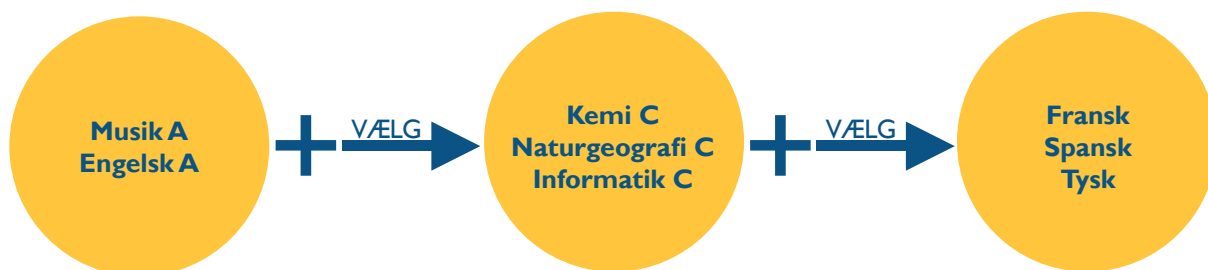 Musik A
Engelsk A
VÆLG
Kemi C
Naturgeografi C
Informatik C
VÆLG
Fransk
Spansk
Tysk